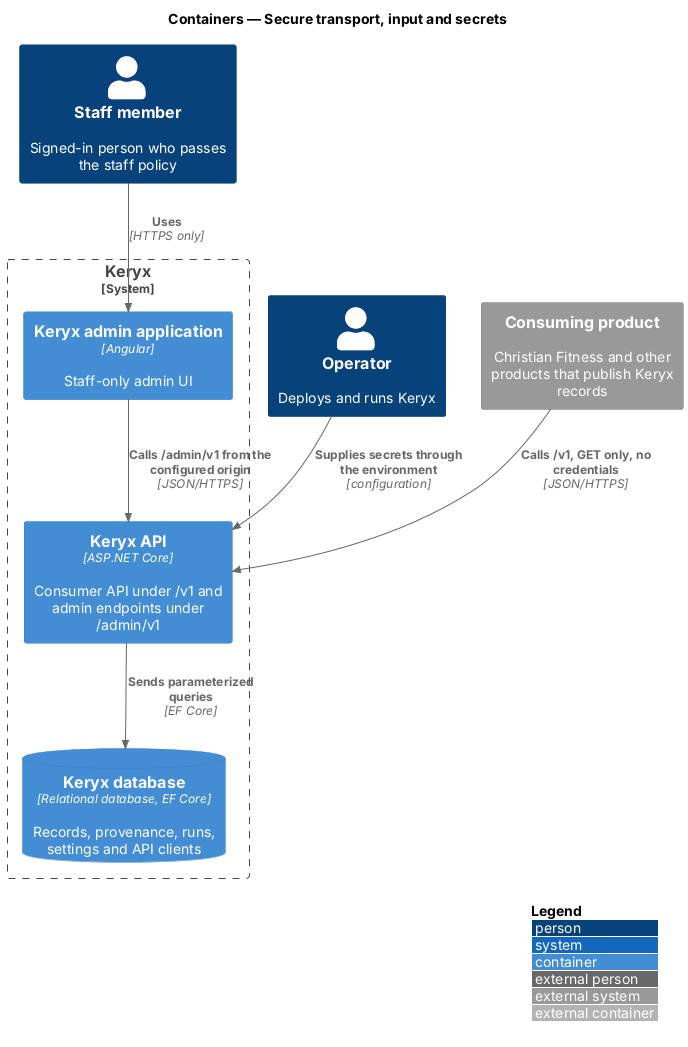 Containers — Secure transport, input and secrets
Staff member
Signed-in person who passes
the staff policy
Uses
[HTTPS only]
Keryx
[System]
Keryx admin application
[Angular]
Staff-only admin UI
Operator
Deploys and runs Keryx
Consuming product
Christian Fitness and other
products that publish Keryx
records
Calls /admin/v1 from the
configured origin
[JSON/HTTPS]
Supplies secrets through
the environment
[configuration]
Calls /v1, GET only, no
credentials
[JSON/HTTPS]
Keryx API
[ASP.NET Core]
Consumer API under /v1 and
admin endpoints under
/admin/v1
Sends parameterized
queries
[EF Core]
Keryx database
[Relational database, EF Core]
Records, provenance, runs,
settings and API clients
Legend
person
system
container
external person
external system
external container